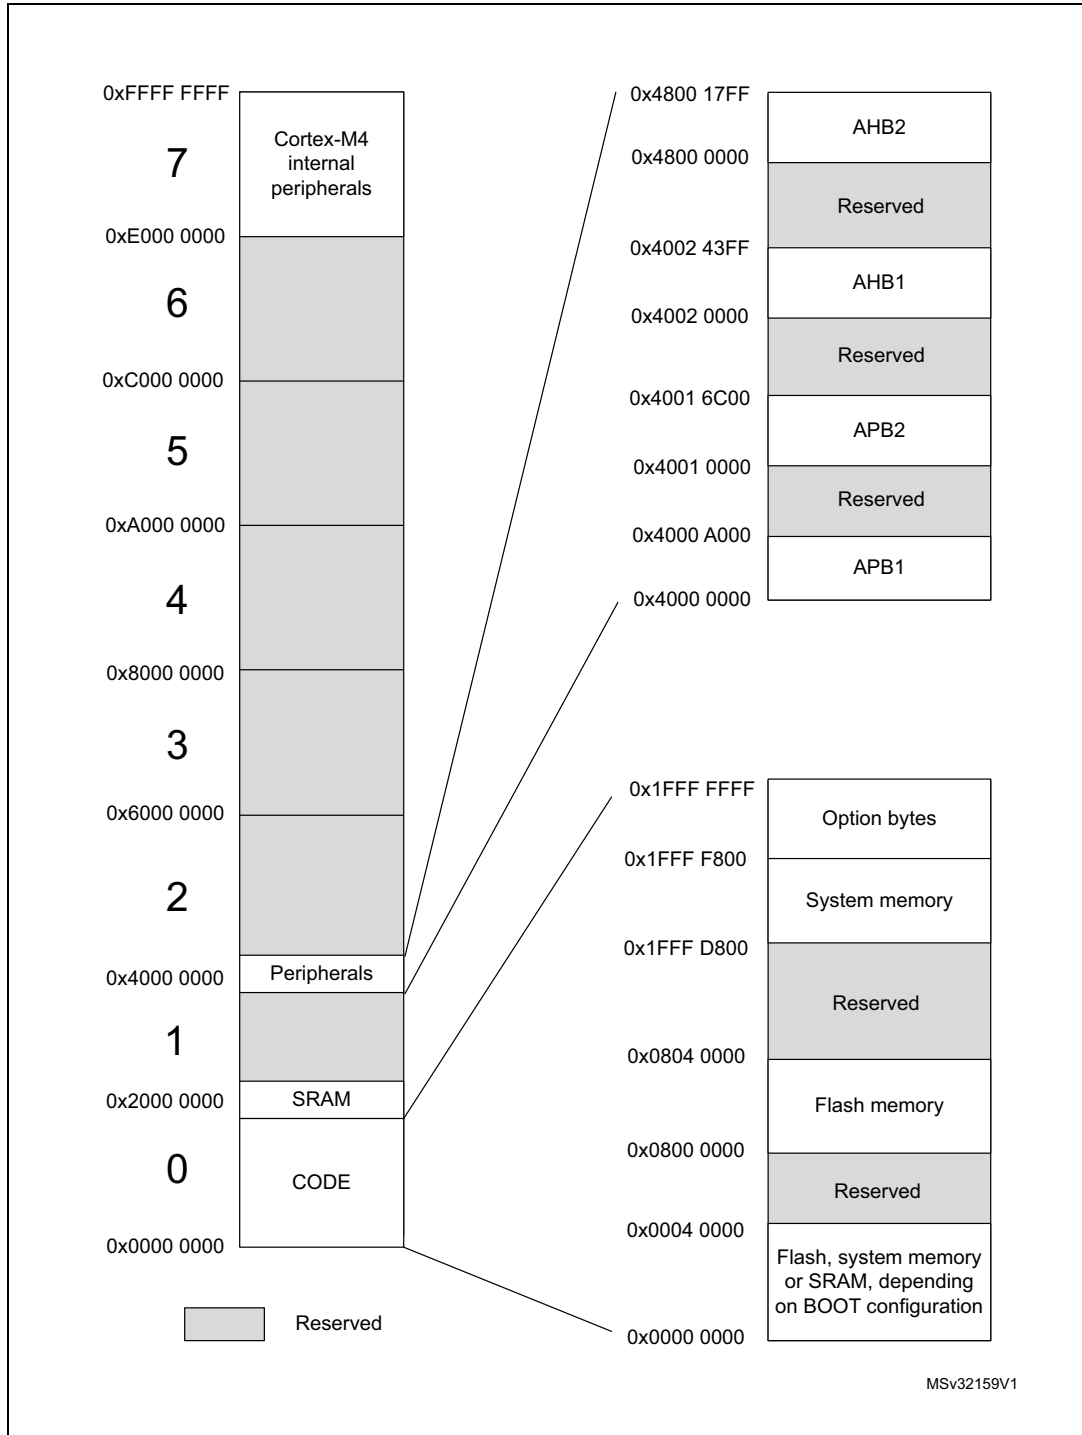 0xFFFF FFFF
7
Cortex-M4
internal
peripherals
0xE000 0000
6
0xC000 0000
5
0xA000 0000
4
0x8000 0000
3
0x6000 0000
2
0x4000 0000
Peripherals
1
0x2000 0000
SRAM
0
CODE
0x0000 0000
Reserved
0x4800 17FF
AHB2
0x4800 0000
Reserved
0x4002 43FF
AHB1
0x4002 0000
Reserved
0x4001 6C00
APB2
0x4001 0000
Reserved
0x4000 A000
APB1
0x4000 0000
0x1FFF FFFF
Option bytes
0x1FFF F800
System memory
0x1FFF D800
Reserved
0x0804 0000
Flash memory
0x0800 0000
Reserved
0x0004 0000
Flash, system memory
or SRAM, depending
on BOOT configuration
0x0000 0000
MSv32159V1